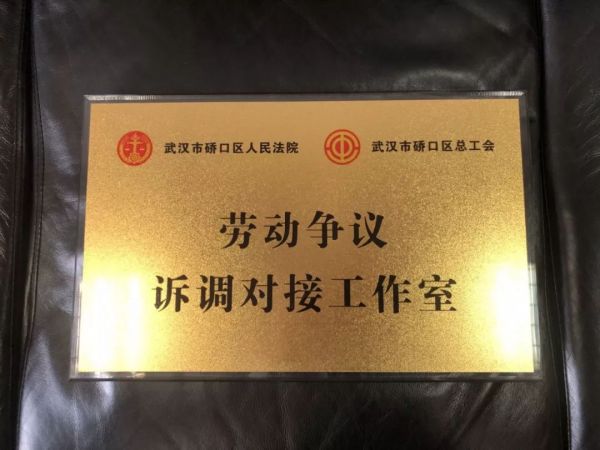 武汉市硚口区人民法院 武汉市硚口区总工会
劳动争议
诉调对接工作室